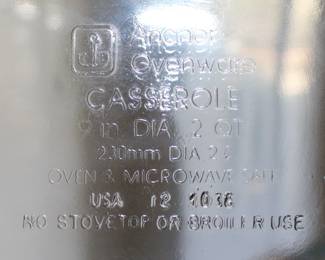 Anchor
Ovenware
CASSEROLE
9 in. DIA. 2 QT
230mm DIA 2 ℓ
OVEN & MICROWAVE SAFE
USA 12 1036
NO STOVETOP OR BROILER USE